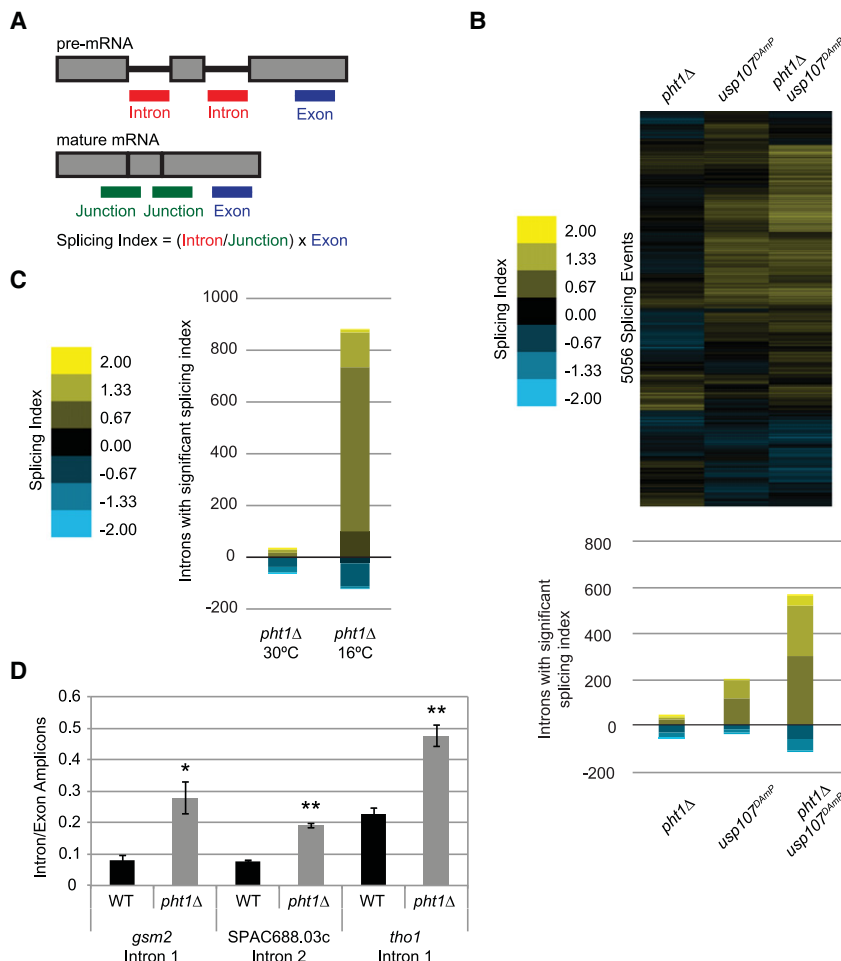 A
pre-mRNA
Intron
Intron
Exon
mature mRNA
Junction
Junction
Exon
Splicing Index = (Intron/Junction) x Exon
B
pht1Δ
usp107DAmP
pht1Δ
usp107DAmP
Splicing Index
2.00
1.33
0.67
0.00
-0.67
-1.33
-2.00
5056 Splicing Events
Introns with significant
splicing index
800
600
400
200
0
-200
pht1Δ
usp107DAmP
pht1Δ
usp107DAmP
C
Splicing Index
2.00
1.33
0.67
0.00
-0.67
-1.33
-2.00
Introns with significant splicing index
1000
800
600
400
200
0
-200
pht1Δ
30ºC
pht1Δ
16ºC
D
Intron/Exon Amplicons
0.6
0.5
0.4
0.3
0.2
0.1
0
*
**
**
WT
pht1Δ
WT
pht1Δ
WT
pht1Δ
gsm2
Intron 1
SPAC688.03c
Intron 2
tho1
Intron 1